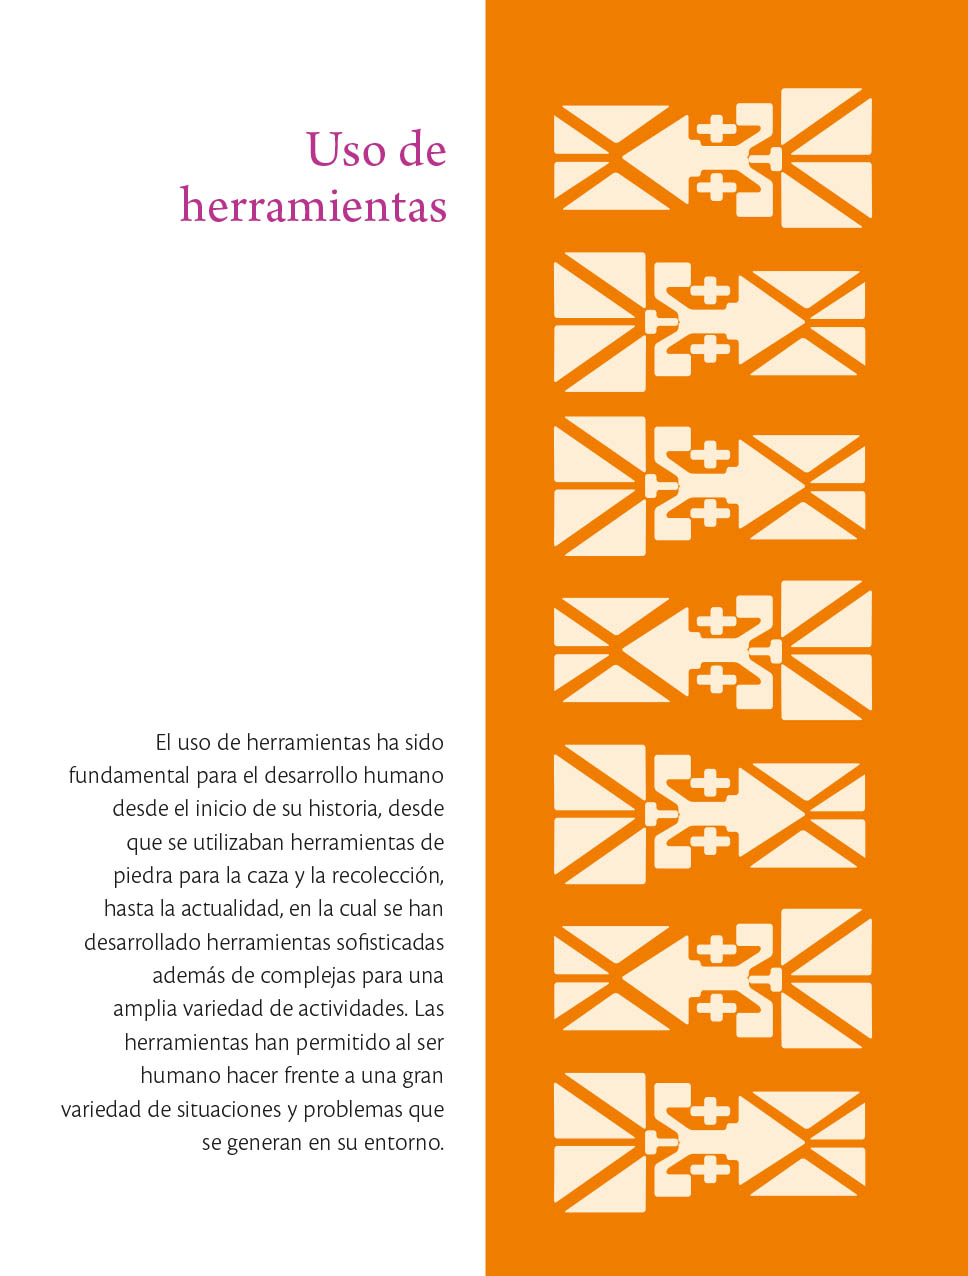 Uso de
herramientas
El uso de herramientas ha sido
fundamental para el desarrollo humano
desde el inicio de su historia, desde
que se utilizaban herramientas de
piedra para la caza y la recolección,
hasta la actualidad, en la cual se han
desarrollado herramientas sofisticadas
además de complejas para una
amplia variedad de actividades. Las
herramientas han permitido al ser
humano hacer frente a una gran
variedad de situaciones y problemas que
se generan en su entorno.